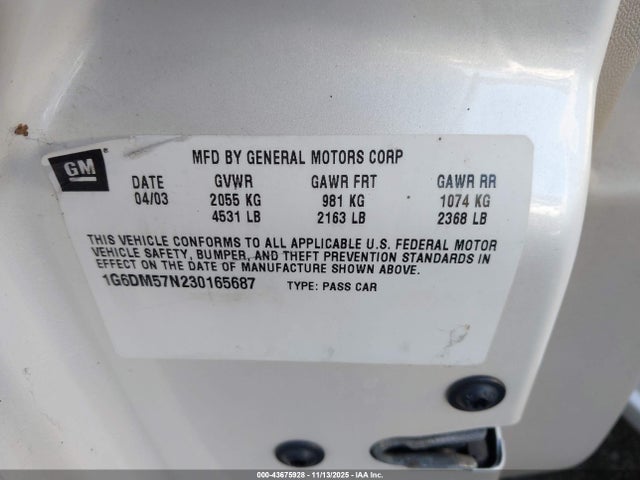 GM
MFD BY GENERAL MOTORS CORP
DATE GVWR GAWR FRT GAWR RR
04/03 2055 KG 981 KG 1074 KG
4531 LB 2163 LB 2368 LB
THIS VEHICLE CONFORMS TO ALL APPLICABLE U.S. FEDERAL MOTOR
VEHICLE SAFETY, BUMPER, AND THEFT PREVENTION STANDARDS IN
EFFECT ON THE DATE OF MANUFACTURE SHOWN ABOVE.
1G6DM57N230165687 TYPE: PASS CAR
000-43675928 - 11/13/2025 - IAA Inc.